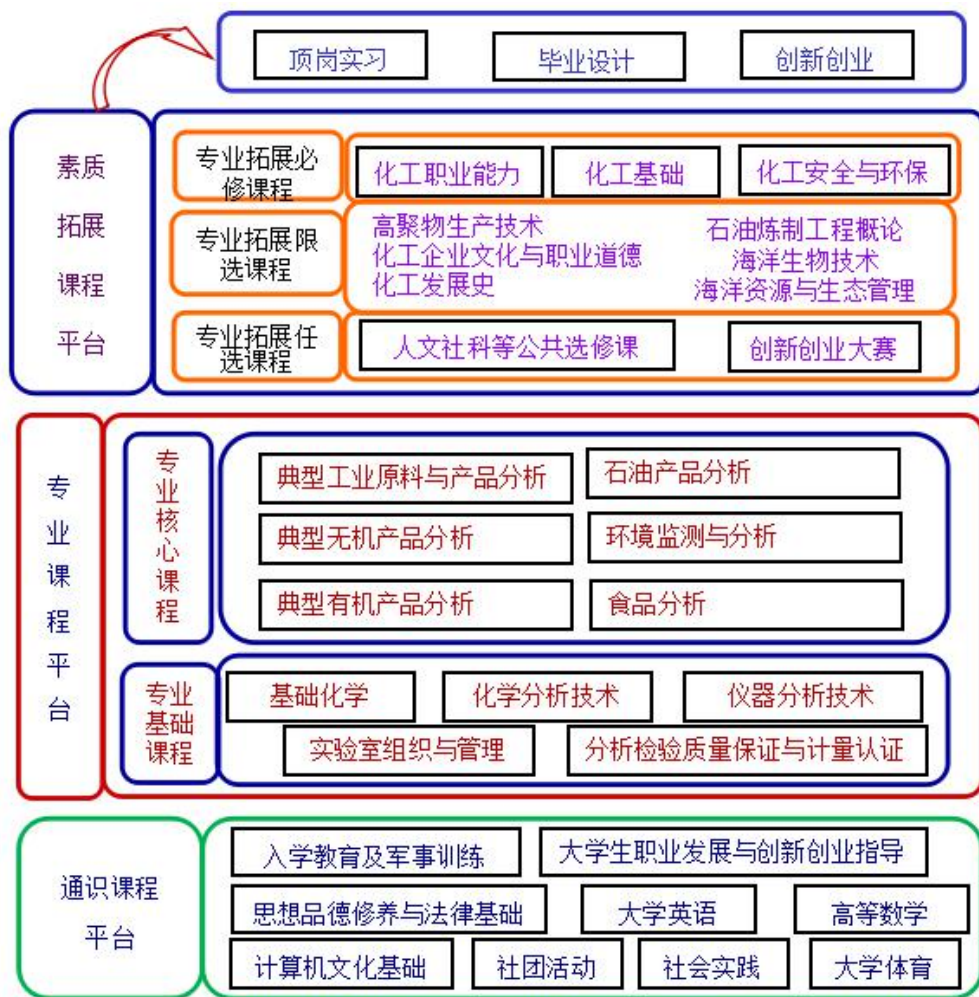 顶岗实习 毕业设计 创新创业
素质
拓展
课程
平台
专业拓展必
修课程
化工职业能力 化工基础 化工安全与环保
专业拓展限
选课程
高聚物生产技术 石油炼制工程概论
化工企业文化与职业道德 海洋生物技术
化工发展史 海洋资源与生态管理
专业拓展任
选课程
人文社科等公共选修课 创新创业大赛
专
业
课
程
平
台
专
业
核
心
课
程
典型工业原料与产品分析 石油产品分析
典型无机产品分析 环境监测与分析
典型有机产品分析 食品分析
专业
基础
课程
基础化学 化学分析技术 仪器分析技术
实验室组织与管理 分析检验质量保证与计量认证
通识课程
平台
入学教育及军事训练 大学生职业发展与创新创业指导
思想品德修养与法律基础 大学英语 高等数学
计算机文化基础 社团活动 社会实践 大学体育